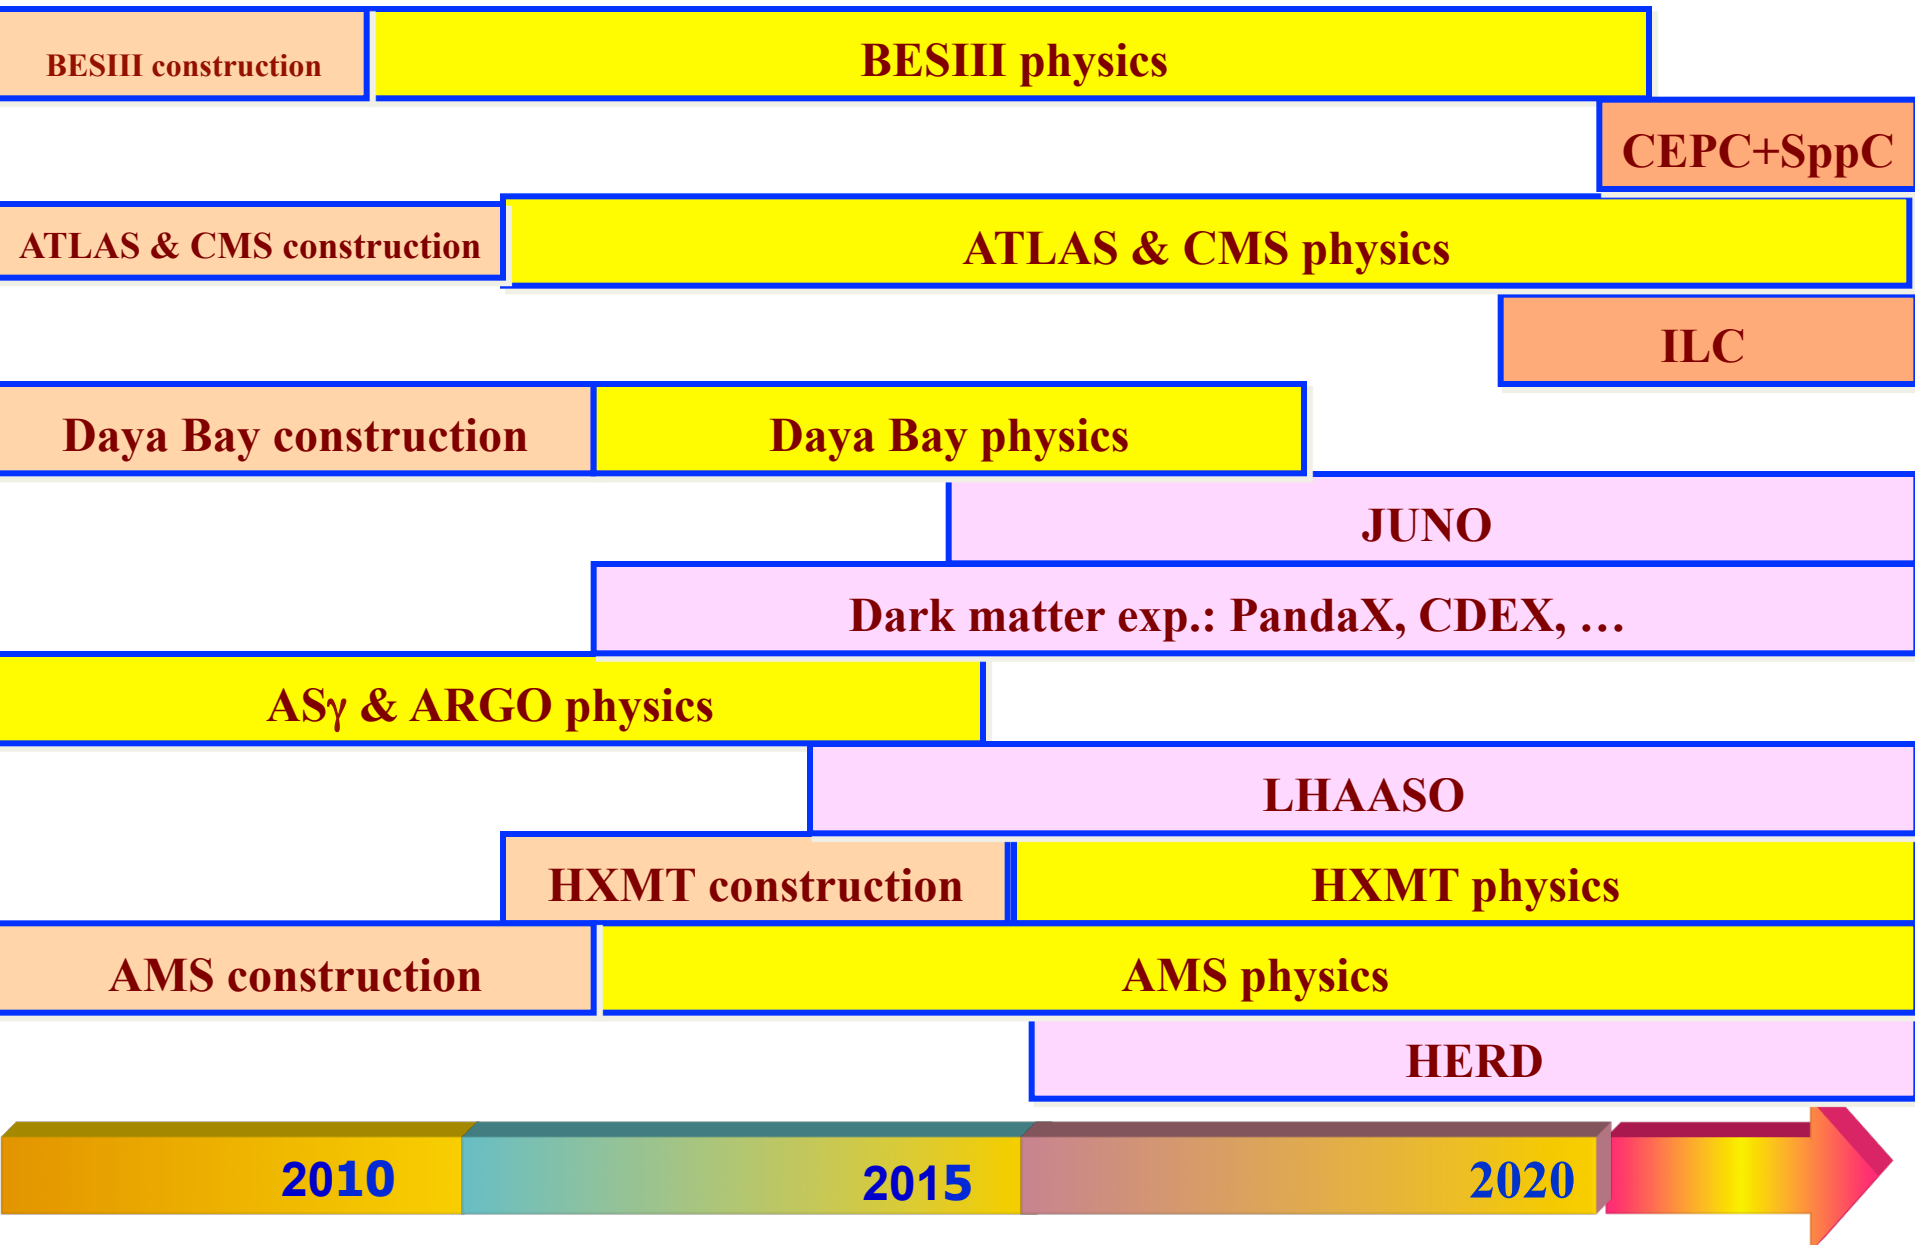 BESIII construction
BESIII physics
CEPC+SppC
ATLAS & CMS construction
ATLAS & CMS physics
ILC
Daya Bay construction
Daya Bay physics
JUNO
Dark matter exp.: PandaX, CDEX, …
ASγ & ARGO physics
LHAASO
HXMT construction
HXMT physics
AMS construction
AMS physics
HERD
2010
2015
2020